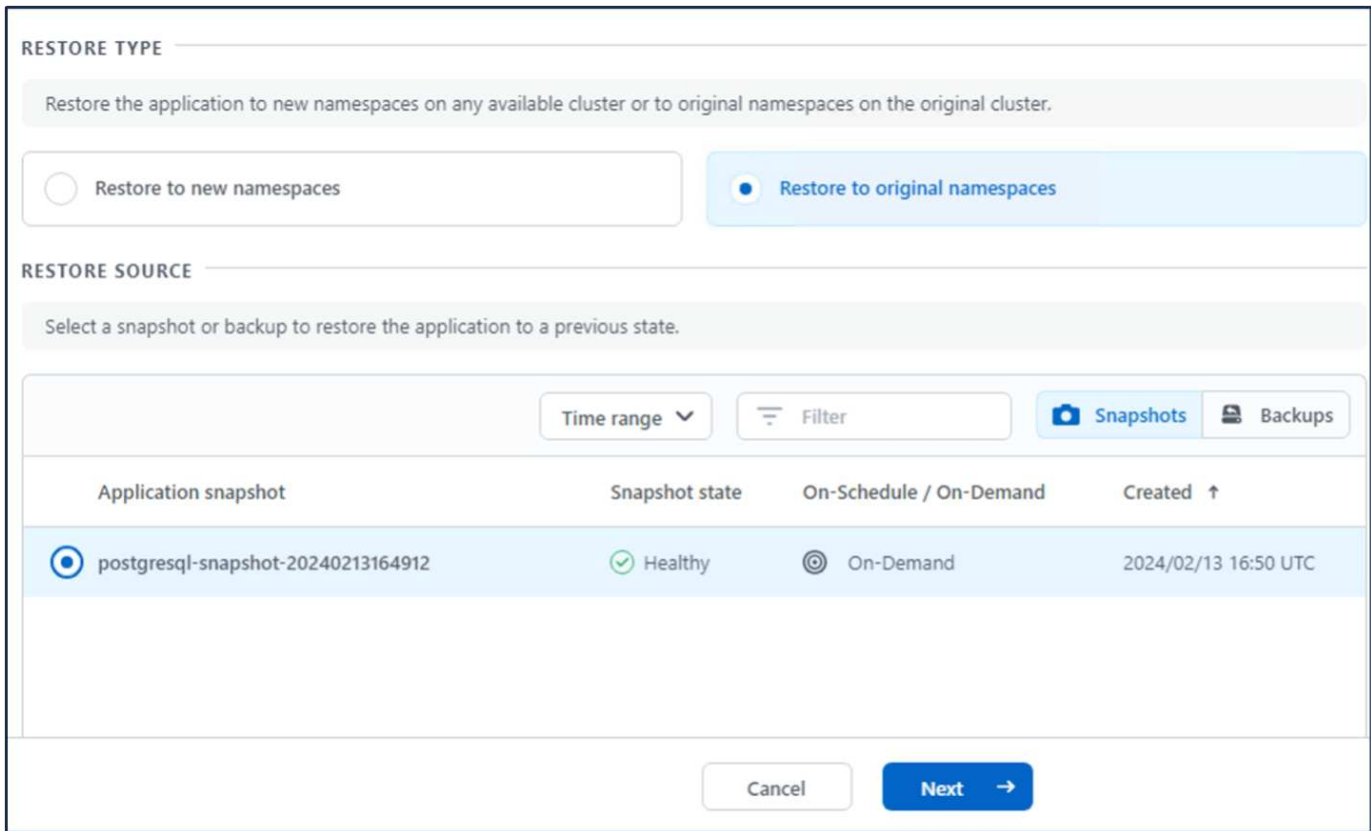 RESTORE TYPE
Restore the application to new namespaces on any available cluster or to original namespaces on the original cluster.
Restore to new namespaces
Restore to original namespaces
RESTORE SOURCE
Select a snapshot or backup to restore the application to a previous state.
Time range Filter Snapshots Backups
Application snapshot Snapshot state On-Schedule / On-Demand Created ↑
postgresql-snapshot-20240213164912 Healthy On-Demand 2024/02/13 16:50 UTC
Cancel Next →